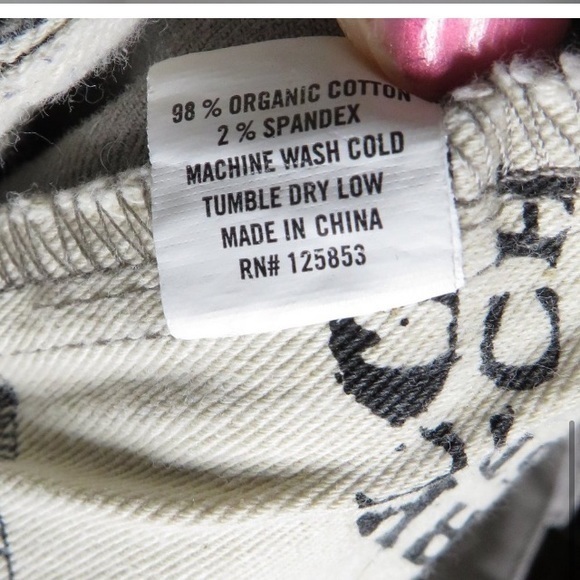 98 % ORGANIC COTTON
2 % SPANDEX
MACHINE WASH COLD
TUMBLE DRY LOW
MADE IN CHINA
RN# 125853